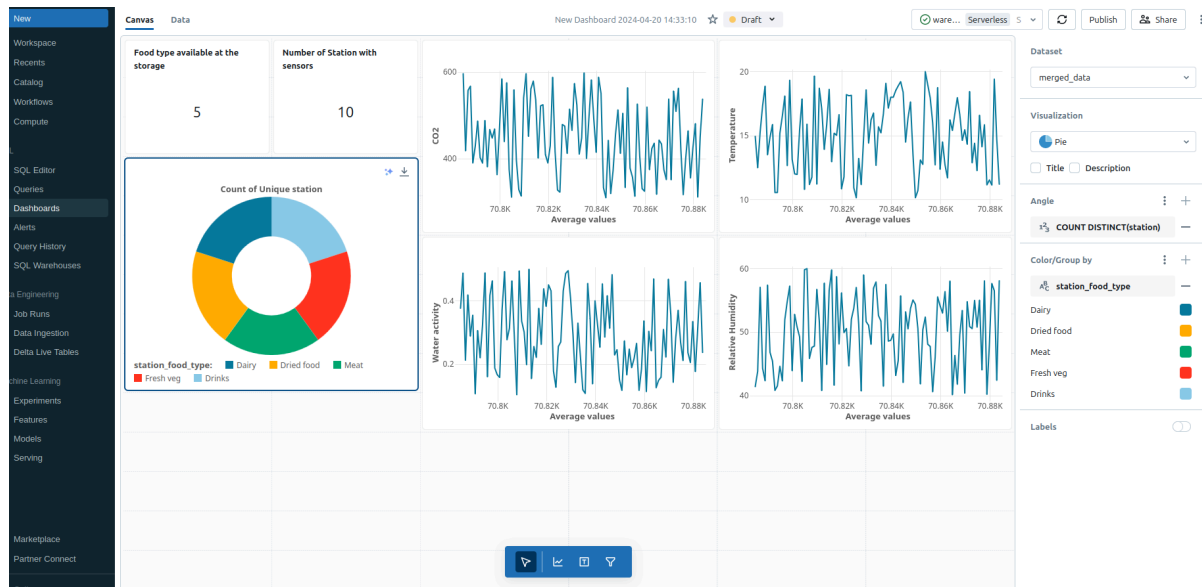 New
Workspace
Recents
Catalog
Workflows
Compute
SQL Editor
Queries
Dashboards
Alerts
Query History
SQL Warehouses
ta Engineering
Job Runs
Data Ingestion
Delta Live Tables
chine Learning
Experiments
Features
Models
Serving
Marketplace
Partner Connect
Canvas Data
New Dashboard 2024-04-20 14:33:10 Draft
ware... Serverless S Publish Share
Food type available at the
storage
5
Number of Station with
sensors
10
Count of Unique station
station_food_type: Dairy Dried food Meat
Fresh veg Drinks
CO2
600
400
70.8K 70.82K 70.84K 70.86K 70.88K
Average values
Temperature
20
15
10
70.8K 70.82K 70.84K 70.86K 70.88K
Average values
Water activity
0.4
0.2
70.8K 70.82K 70.84K 70.86K 70.88K
Average values
Relative Humidity
60
50
40
70.8K 70.82K 70.84K 70.86K 70.88K
Average values
Dataset
merged_data
Visualization
Pie
Title Description
Angle
COUNT DISTINCT(station)
Color/Group by
station_food_type
Dairy
Dried food
Meat
Fresh veg
Drinks
Labels